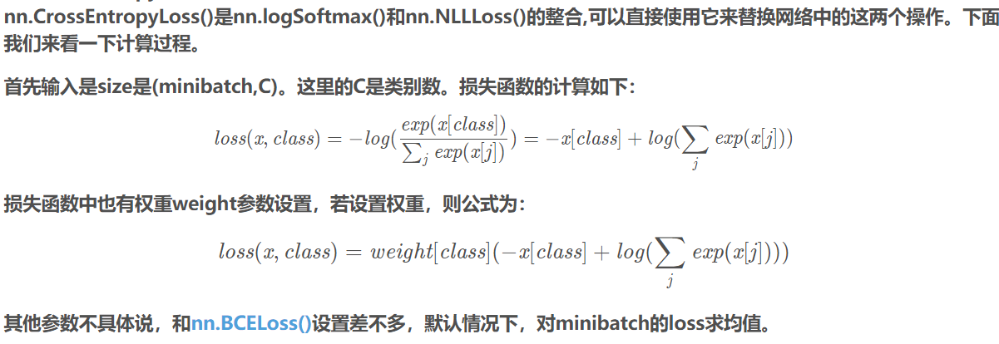 nn.CrossEntropyLoss()是nn.logSoftmax()和nn.NLLLoss()的整合,可以直接使用它来替换网络中的这两个操作。下面
我们来看一下计算过程。
首先输入是size是(minibatch,C)。这里的C是类别数。损失函数的计算如下：
loss(x, class) = −log(exp(x[class]) / ∑_j exp(x[j])) = −x[class] + log(∑_j exp(x[j]))
损失函数中也有权重weight参数设置，若设置权重，则公式为：
loss(x, class) = weight[class](−x[class] + log(∑_j exp(x[j])))
其他参数不具体说，和nn.BCELoss()设置差不多，默认情况下，对minibatch的loss求均值。